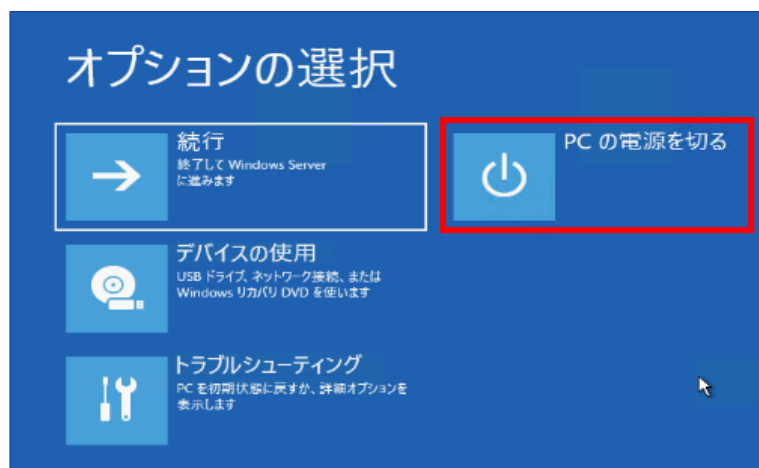 オプションの選択
続行
終了して Windows Server
に進みます
PC の電源を切る
デバイスの使用
USB ドライブ、ネットワーク接続、または
Windows リカバリ DVD を使います
トラブルシューティング
PC を初期状態に戻すか、詳細オプションを
表示します